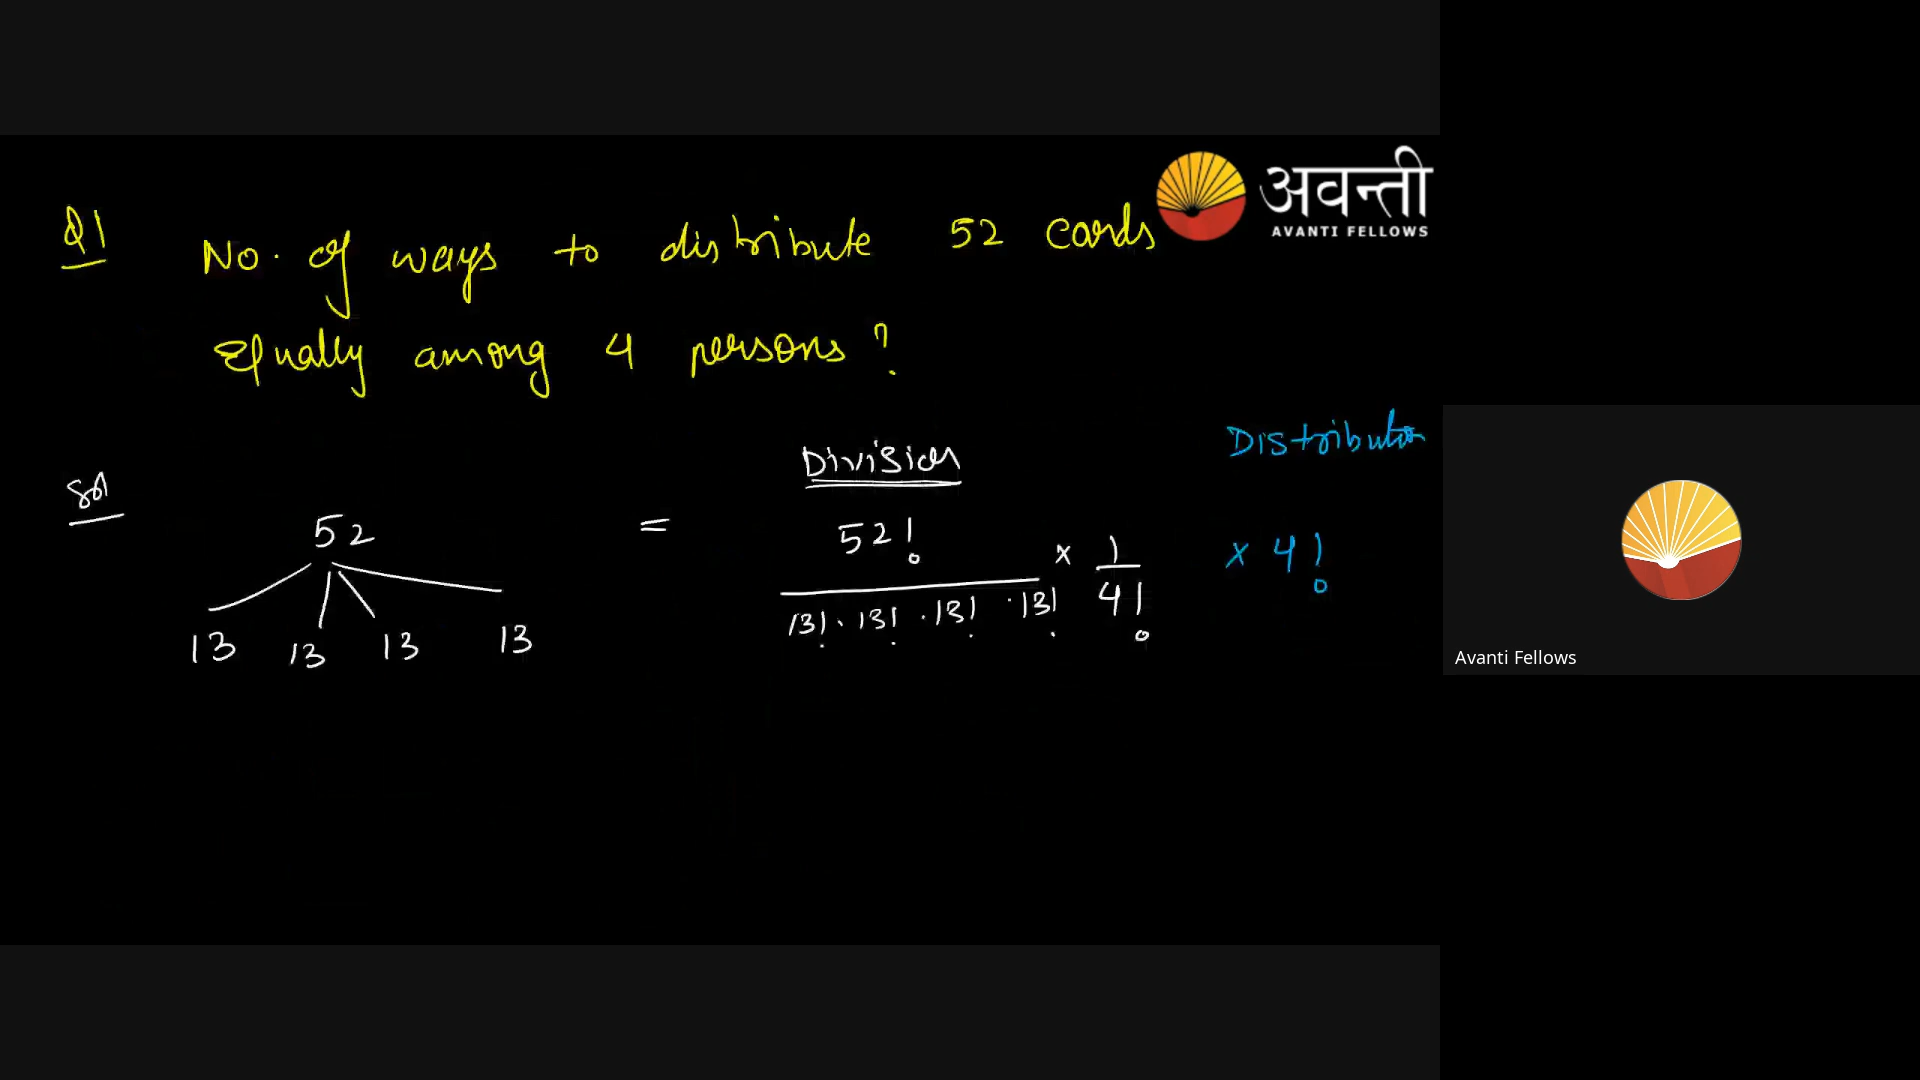 Q1 No. of ways to distribute 52 cards
Equally among 4 persons?
अवन्ती
AVANTI FELLOWS
Sol
52
13 13 13 13
=
Division
52!
13! · 13! · 13! · 13!
× 1
4!
Distribution
× 4!
Avanti Fellows